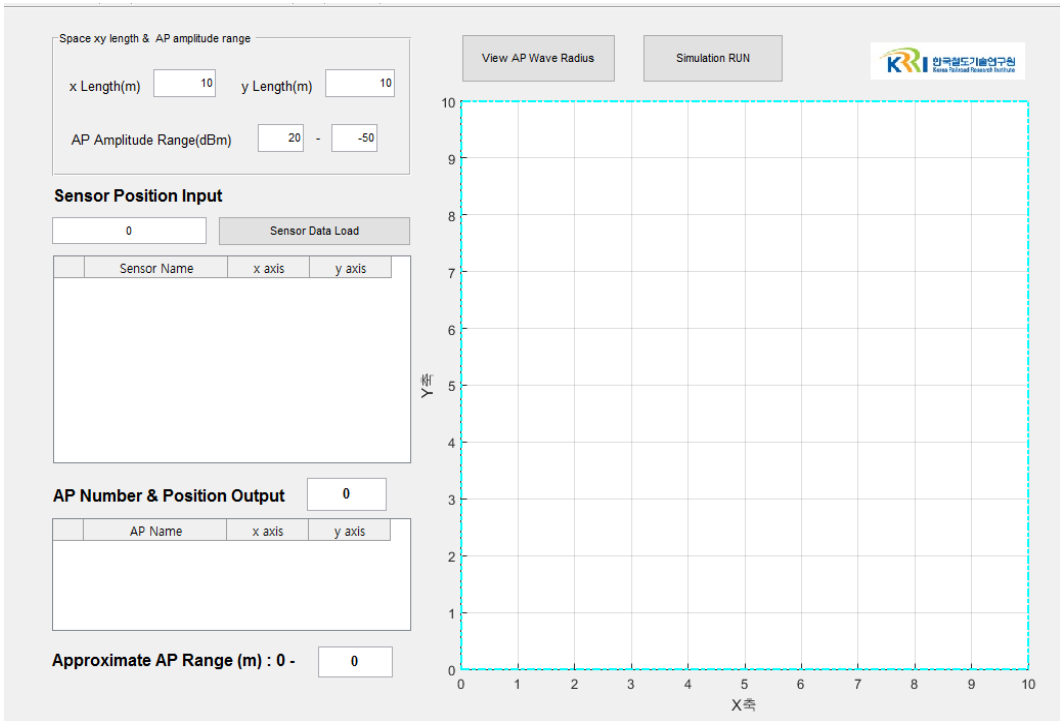 Space xy length & AP amplitude range
x Length(m) 10 y Length(m) 10
AP Amplitude Range(dBm) 20 - -50
Sensor Position Input
0 Sensor Data Load
Sensor Name x axis y axis
AP Number & Position Output 0
AP Name x axis y axis
Approximate AP Range (m) : 0 - 0
View AP Wave Radius Simulation RUN
KRRI 한국철도기술연구원
Korea Railroad Research Institute
10
9
8
7
6
5
4
3
2
1
0
Y축
0 1 2 3 4 5 6 7 8 9 10
X축